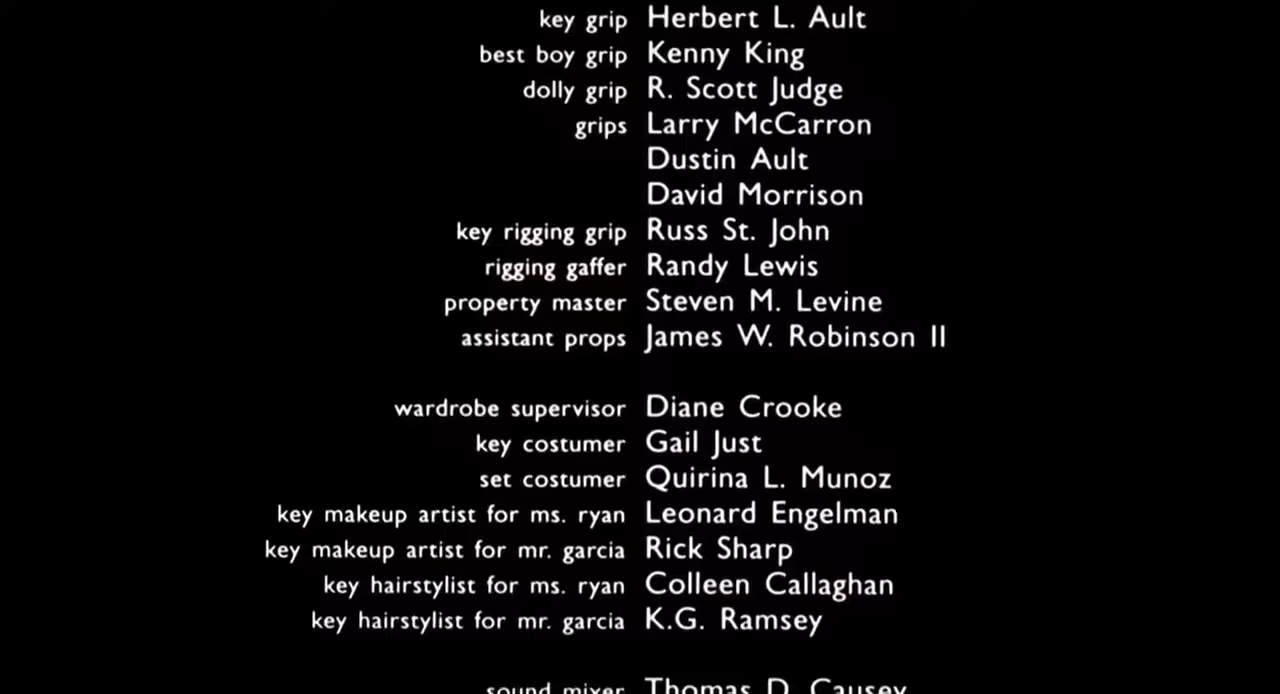 key grip Herbert L. Ault
best boy grip Kenny King
dolly grip R. Scott Judge
grips Larry McCarron
Dustin Ault
David Morrison
key rigging grip Russ St. John
rigging gaffer Randy Lewis
property master Steven M. Levine
assistant props James W. Robinson II
wardrobe supervisor Diane Crooke
key costumer Gail Just
set costumer Quirina L. Munoz
key makeup artist for ms. ryan Leonard Engelman
key makeup artist for mr. garcia Rick Sharp
key hairstylist for ms. ryan Colleen Callaghan
key hairstylist for mr. garcia K.G. Ramsey
sound mixer Thomas D. Causey